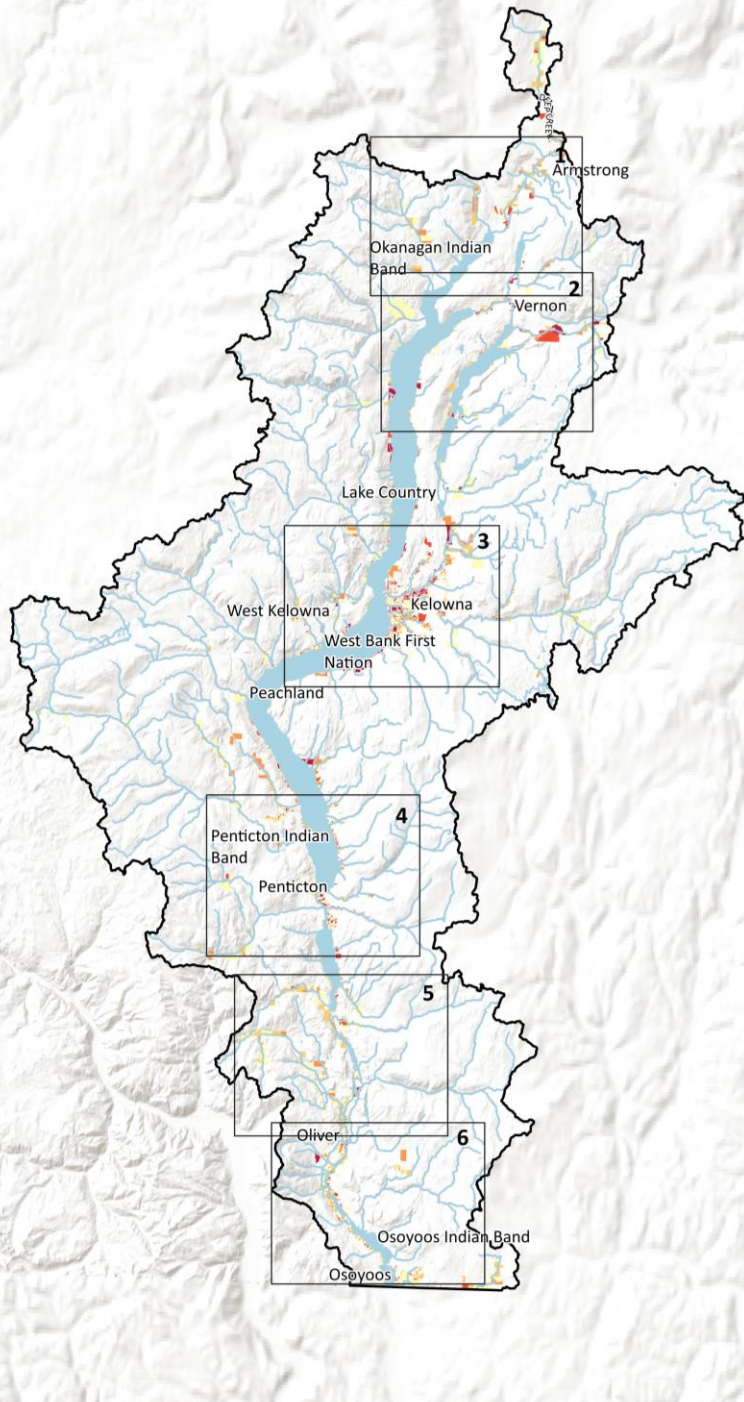 1
Armstrong
Okanagan Indian
Band
2
Vernon
Lake Country
3
West Kelowna
Kelowna
West Bank First
Nation
Peachland
4
Penticton Indian
Band
Penticton
5
Oliver
6
Osoyoos Indian Band
Osoyoos